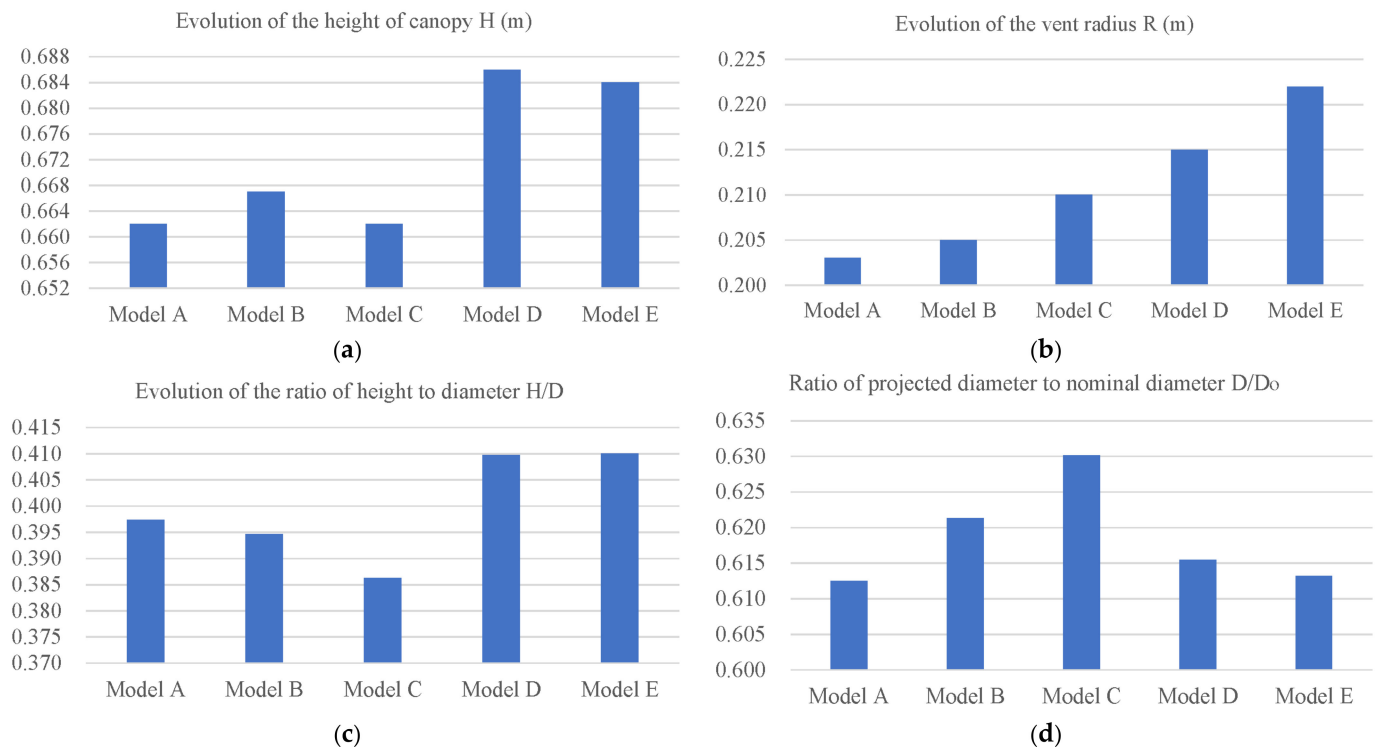 Evolution of the height of canopy H (m)
0.688
0.684
0.680
0.676
0.672
0.668
0.664
0.660
0.656
0.652
Model A Model B Model C Model D Model E
(a)
Evolution of the vent radius R (m)
0.225
0.220
0.215
0.210
0.205
0.200
Model A Model B Model C Model D Model E
(b)
Evolution of the ratio of height to diameter H/D
0.415
0.410
0.405
0.400
0.395
0.390
0.385
0.380
0.375
0.370
Model A Model B Model C Model D Model E
(c)
Ratio of projected diameter to nominal diameter D/D₀
0.635
0.630
0.625
0.620
0.615
0.610
0.605
0.600
Model A Model B Model C Model D Model E
(d)